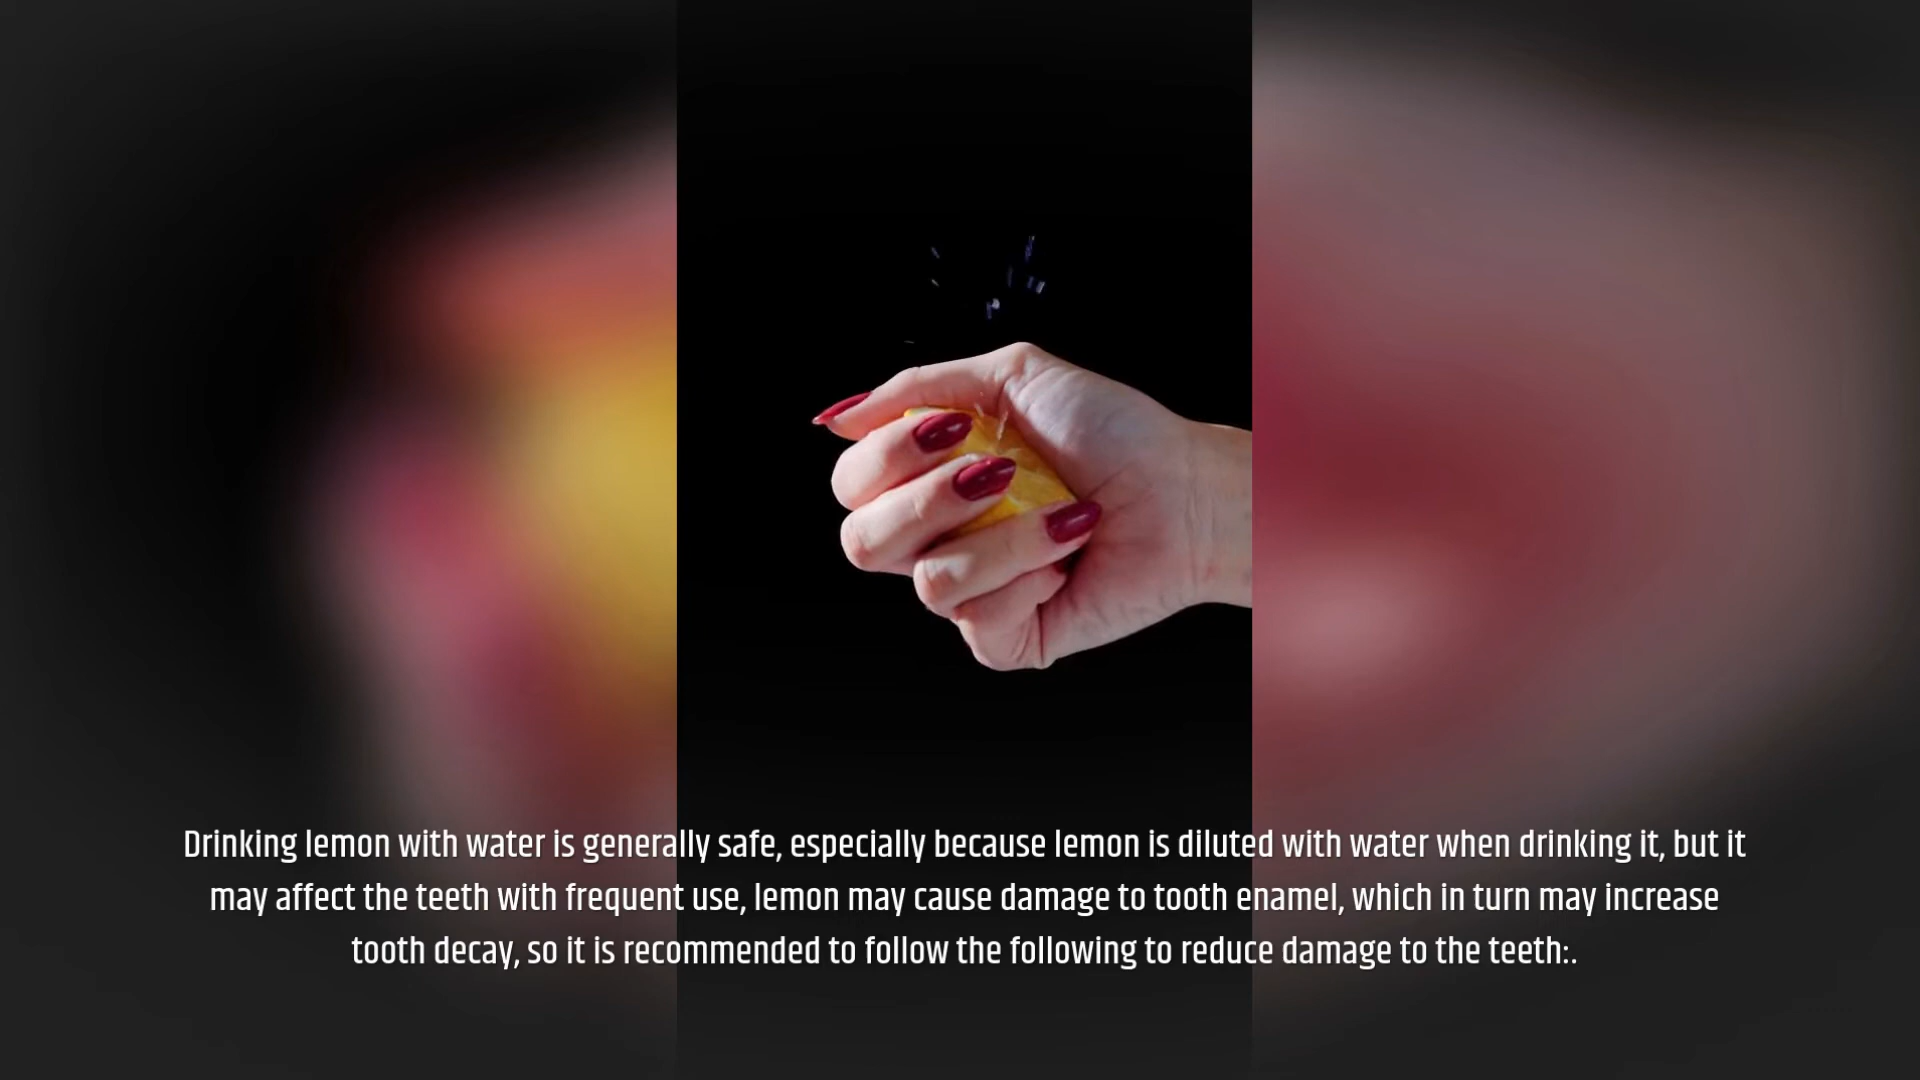 Drinking lemon with water is generally safe, especially because lemon is diluted with water when drinking it, but it
may affect the teeth with frequent use, lemon may cause damage to tooth enamel, which in turn may increase
tooth decay, so it is recommended to follow the following to reduce damage to the teeth:.